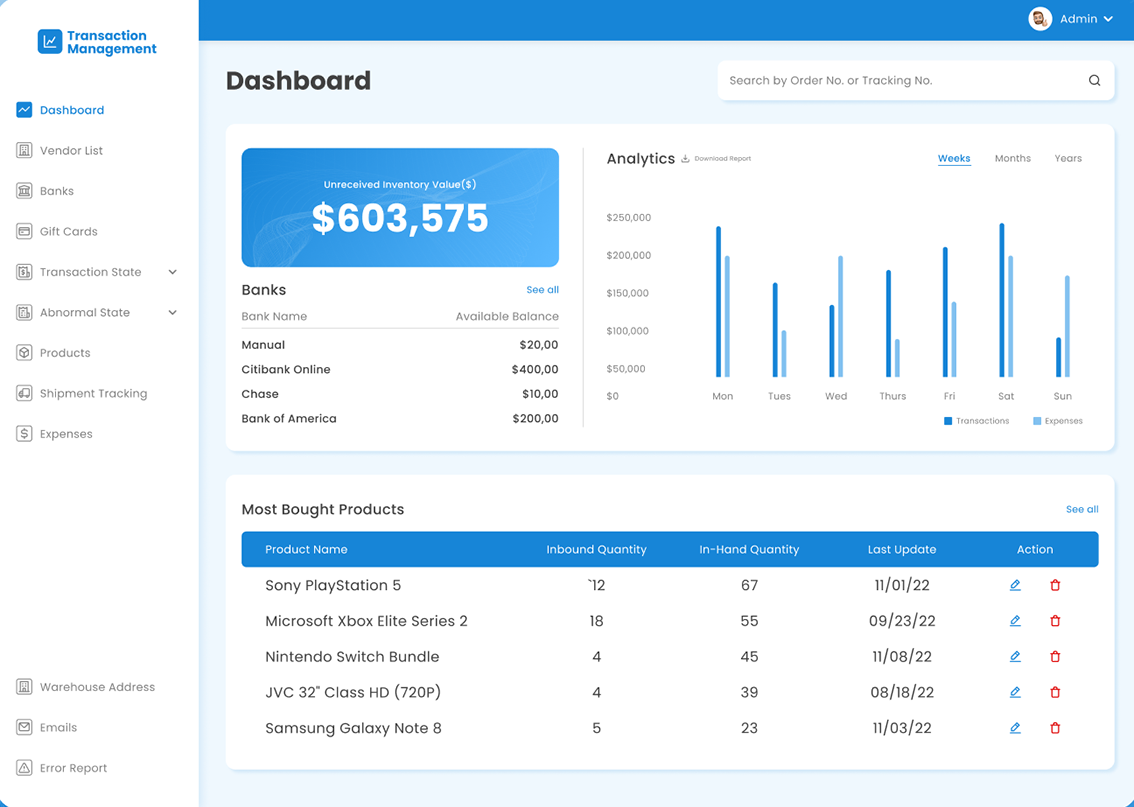 Transaction
Management
Admin
Dashboard
Vendor List
Banks
Gift Cards
Transaction State
Abnormal State
Products
Shipment Tracking
Expenses
Warehouse Address
Emails
Error Report
Dashboard
Search by Order No. or Tracking No.
Unreceived Inventory Value($)
$603,575
Banks See all
Bank Name Available Balance
Manual $20,00
Citibank Online $400,00
Chase $10,00
Bank of America $200,00
Analytics Download Report Weeks Months Years
$250,000
$200,000
$150,000
$100,000
$50,000
$0 Mon Tues Wed Thurs Fri Sat Sun
Transactions Expenses
Most Bought Products See all
Product Name Inbound Quantity In-Hand Quantity Last Update Action
Sony PlayStation 5 `12 67 11/01/22
Microsoft Xbox Elite Series 2 18 55 09/23/22
Nintendo Switch Bundle 4 45 11/08/22
JVC 32" Class HD (720P) 4 39 08/18/22
Samsung Galaxy Note 8 5 23 11/03/22